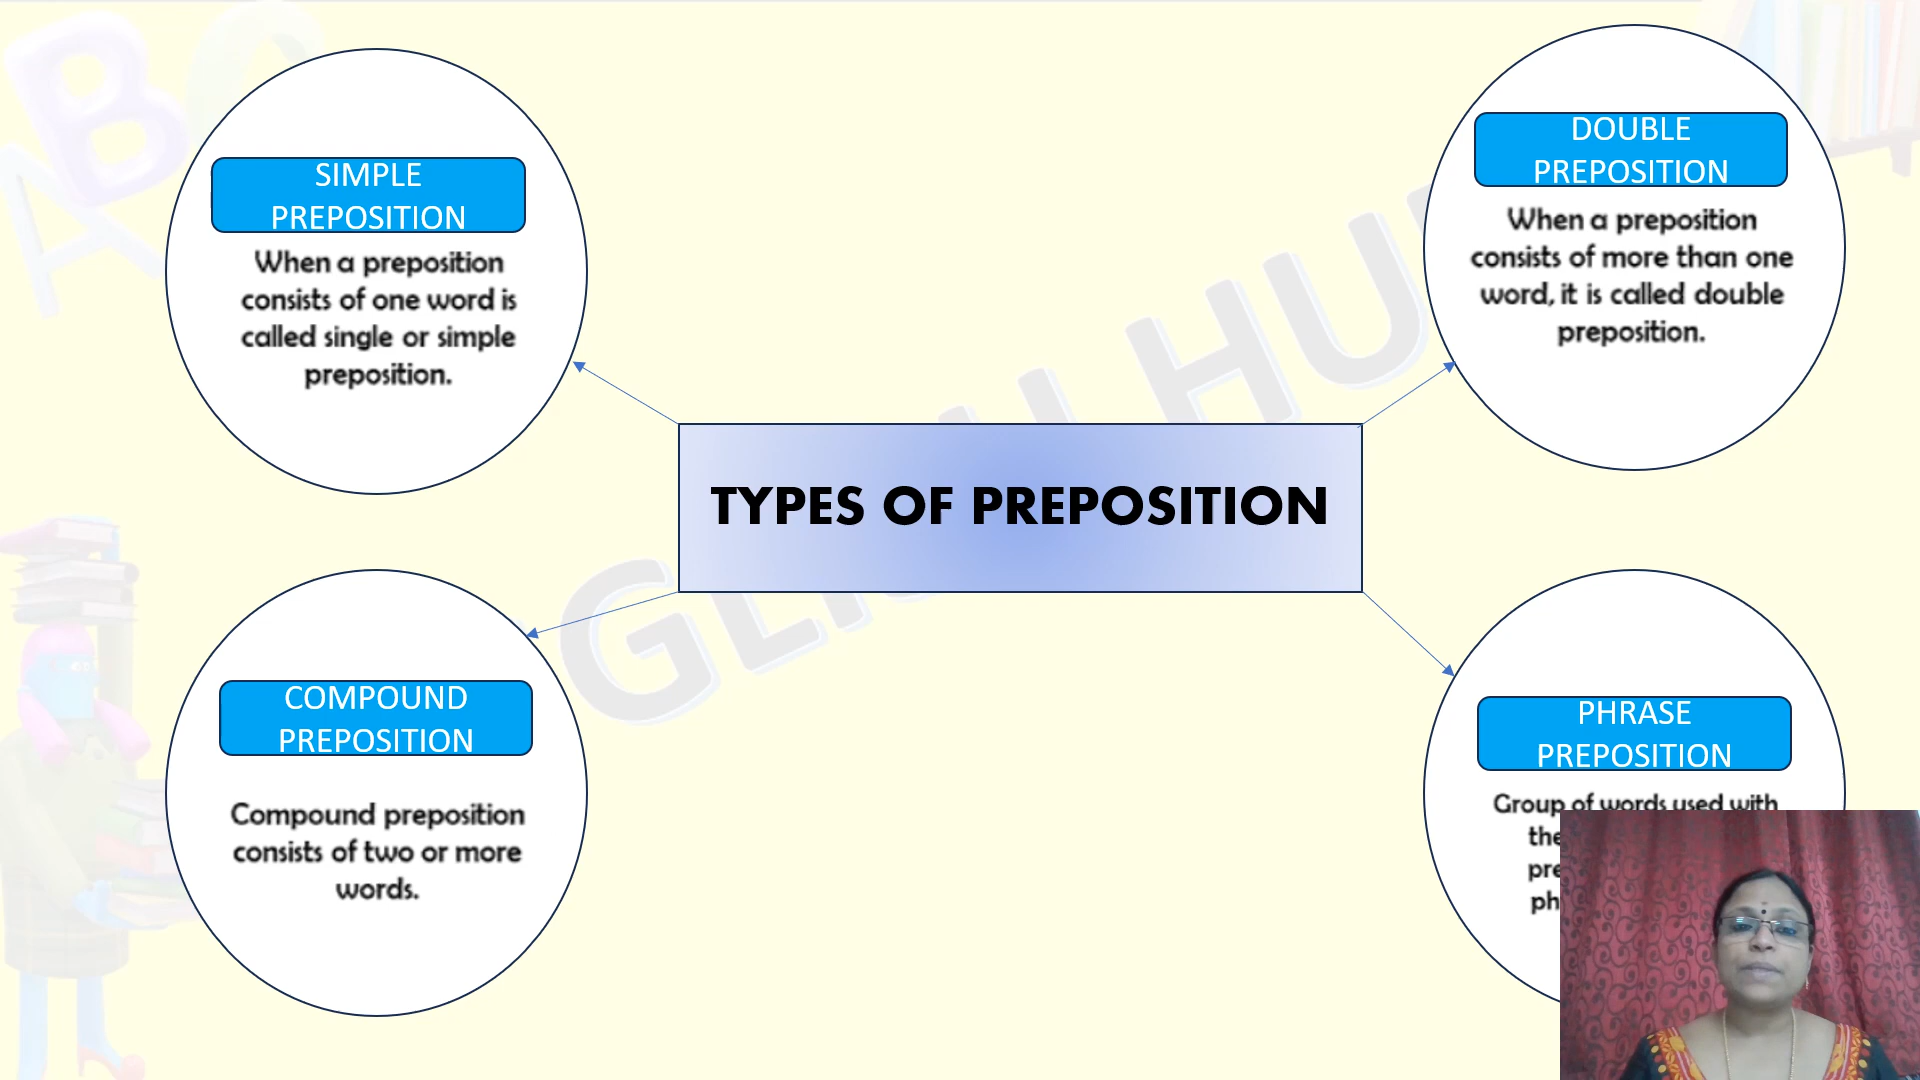 SIMPLE
PREPOSITION
When a preposition
consists of one word is
called single or simple
preposition.
DOUBLE
PREPOSITION
When a preposition
consists of more than one
word, it is called double
preposition.
TYPES OF PREPOSITION
COMPOUND
PREPOSITION
Compound preposition
consists of two or more
words.
PHRASE
PREPOSITION
Group of words used with